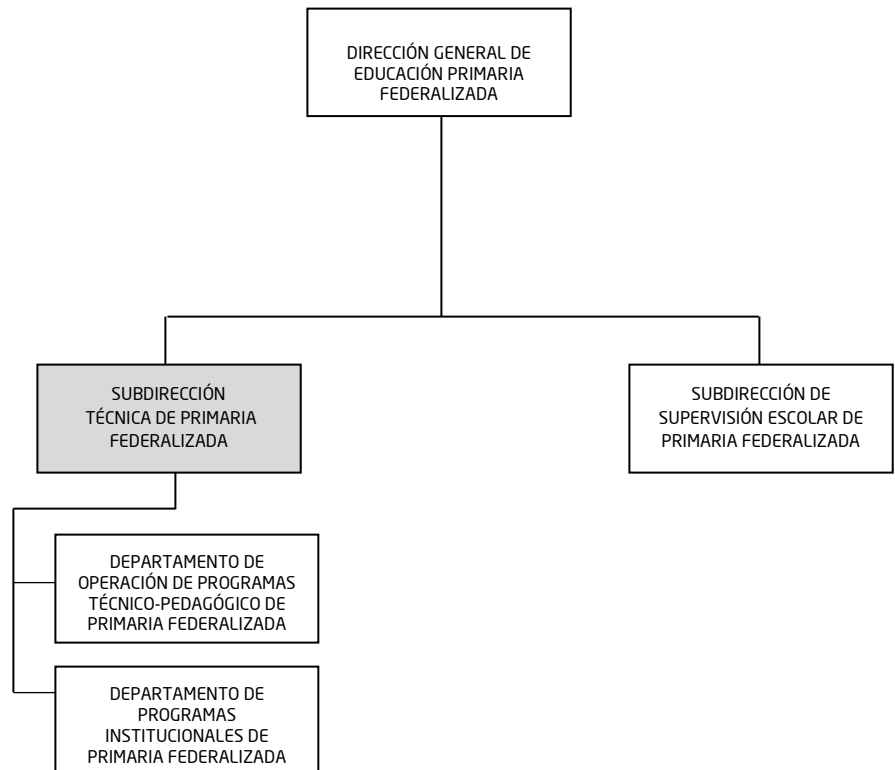 DIRECCIÓN GENERAL DE
EDUCACIÓN PRIMARIA
FEDERALIZADA
SUBDIRECCIÓN
TÉCNICA DE PRIMARIA
FEDERALIZADA
SUBDIRECCIÓN DE
SUPERVISIÓN ESCOLAR DE
PRIMARIA FEDERALIZADA
DEPARTAMENTO DE
OPERACIÓN DE PROGRAMAS
TÉCNICO-PEDAGÓGICO DE
PRIMARIA FEDERALIZADA
DEPARTAMENTO DE
PROGRAMAS
INSTITUCIONALES DE
PRIMARIA FEDERALIZADA